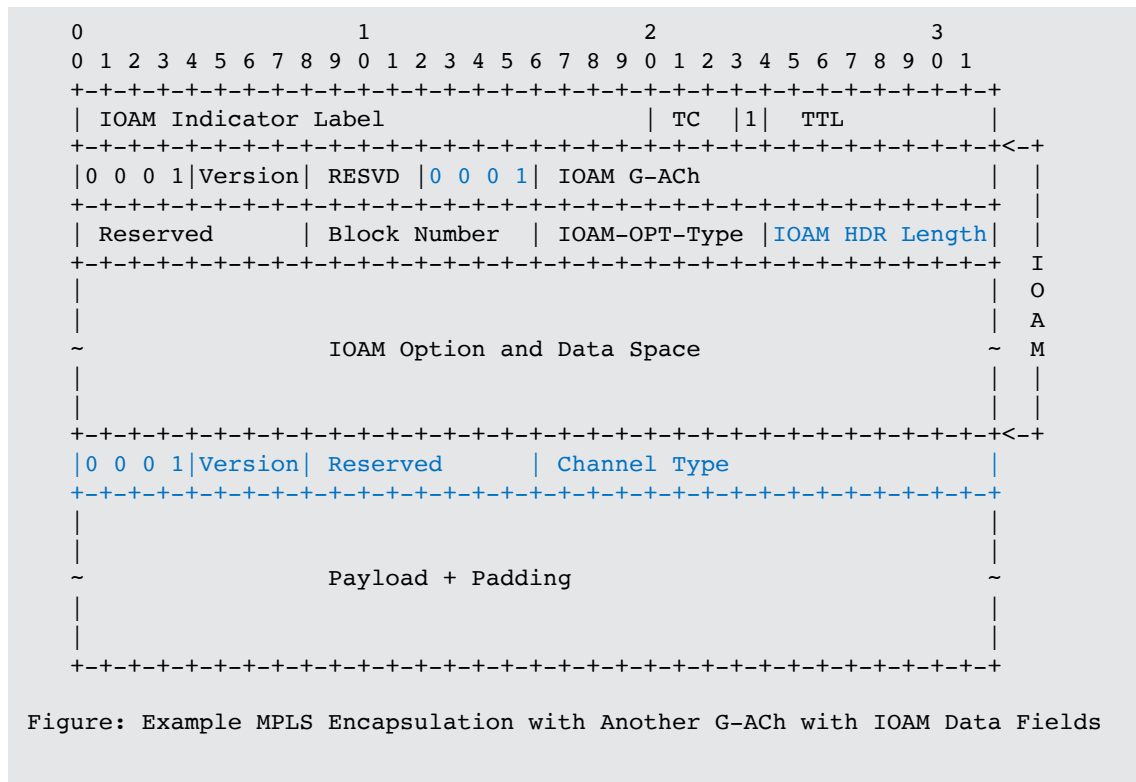 0                   1                   2                   3
0 1 2 3 4 5 6 7 8 9 0 1 2 3 4 5 6 7 8 9 0 1 2 3 4 5 6 7 8 9 0 1
+-+-+-+-+-+-+-+-+-+-+-+-+-+-+-+-+-+-+-+-+-+-+-+-+-+-+-+-+-+-+-+-+
| IOAM Indicator Label                  | TC  |1|   TTL         |
+-+-+-+-+-+-+-+-+-+-+-+-+-+-+-+-+-+-+-+-+-+-+-+-+-+-+-+-+-+-+-+-+<-+
|0 0 0 1|Version| RESVD |0 0 0 1| IOAM G-ACh                    |  |
+-+-+-+-+-+-+-+-+-+-+-+-+-+-+-+-+-+-+-+-+-+-+-+-+-+-+-+-+-+-+-+-+  |
| Reserved      | Block Number  | IOAM-OPT-Type |IOAM HDR Length|  |
+-+-+-+-+-+-+-+-+-+-+-+-+-+-+-+-+-+-+-+-+-+-+-+-+-+-+-+-+-+-+-+-+  I
|                                                               |  O
|                                                               |  A
~                 IOAM Option and Data Space                    ~  M
|                                                               |  |
|                                                               |  |
+-+-+-+-+-+-+-+-+-+-+-+-+-+-+-+-+-+-+-+-+-+-+-+-+-+-+-+-+-+-+-+-+<-+
|0 0 0 1|Version| Reserved      | Channel Type                  |
+-+-+-+-+-+-+-+-+-+-+-+-+-+-+-+-+-+-+-+-+-+-+-+-+-+-+-+-+-+-+-+-+
|                                                               |
|                                                               |
~                 Payload + Padding                             ~
|                                                               |
|                                                               |
+-+-+-+-+-+-+-+-+-+-+-+-+-+-+-+-+-+-+-+-+-+-+-+-+-+-+-+-+-+-+-+-+
Figure: Example MPLS Encapsulation with Another G-ACh with IOAM Data Fields